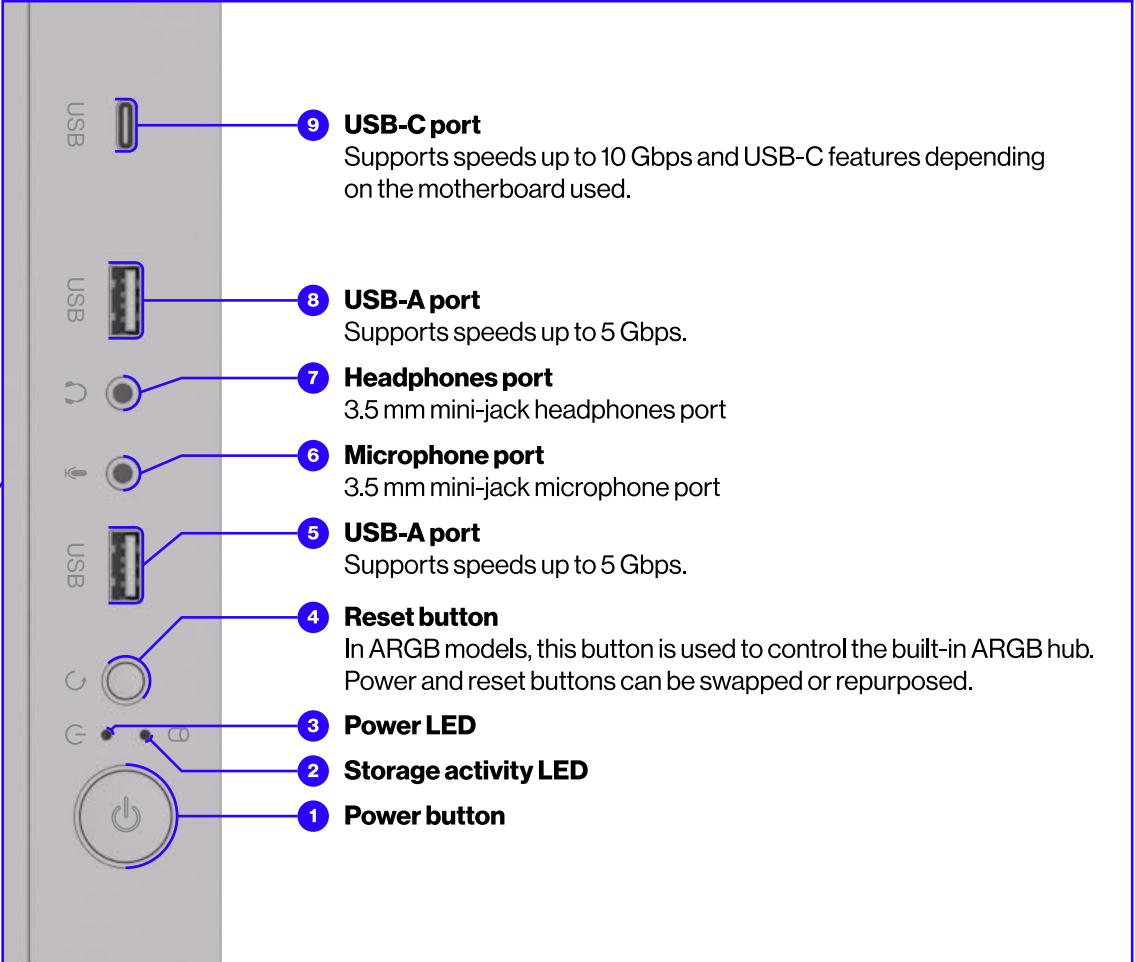 USB
9 USB-C port
Supports speeds up to 10 Gbps and USB-C features depending
on the motherboard used.
USB
8 USB-A port
Supports speeds up to 5 Gbps.
7 Headphones port
3.5 mm mini-jack headphones port
6 Microphone port
3.5 mm mini-jack microphone port
USB
5 USB-A port
Supports speeds up to 5 Gbps.
4 Reset button
In ARGB models, this button is used to control the built-in ARGB hub.
Power and reset buttons can be swapped or repurposed.
3 Power LED
2 Storage activity LED
1 Power button